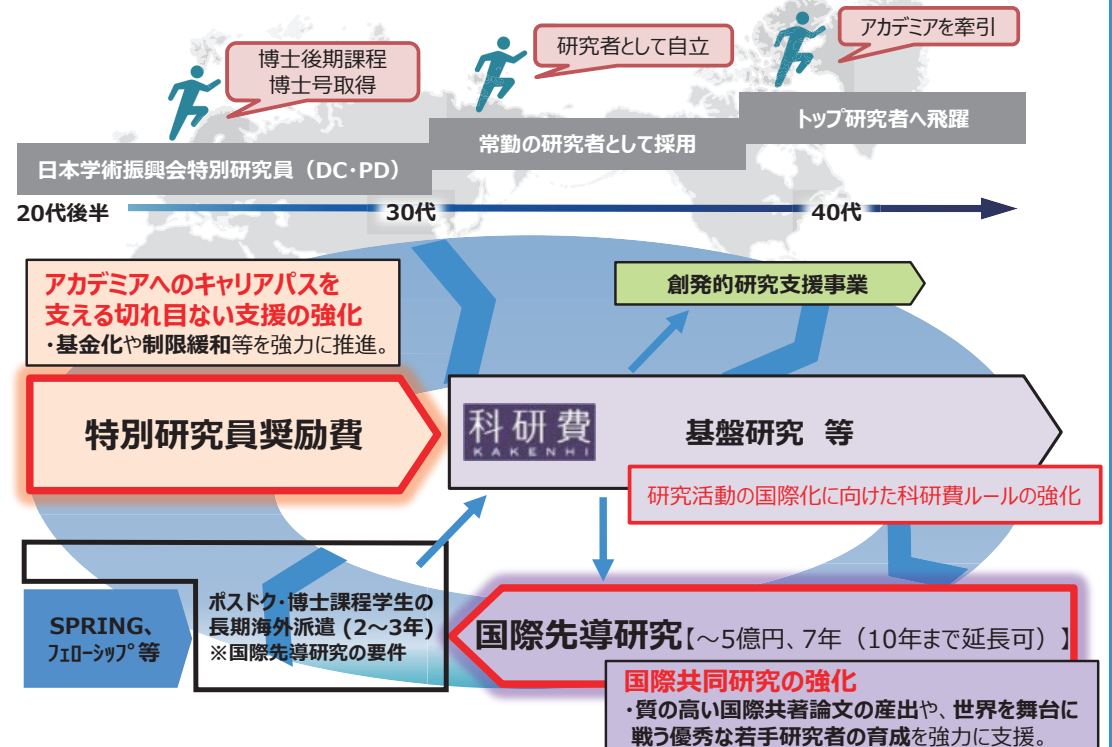 博士後期課程
博士号取得
研究者として自立
アカデミアを牽引
日本学術振興会特別研究員（DC・PD）
常勤の研究者として採用
トップ研究者へ飛躍
20代後半
30代
40代
アカデミアへのキャリアパスを
支える切れ目ない支援の強化
・基金化や制限緩和等を強力に推進。
創発的研究支援事業
特別研究員奨励費
科研費
KAKENHI
基盤研究 等
研究活動の国際化に向けた科研費ルールの強化
SPRING、
ﾌｪﾛｰｼｯﾌﾟ等
ポスドク・博士課程学生の
長期海外派遣 (2～3年)
※国際先導研究の要件
国際先導研究【～5億円、7年（10年まで延長可）】
国際共同研究の強化
・質の高い国際共著論文の産出や、世界を舞台に
戦う優秀な若手研究者の育成を強力に支援。